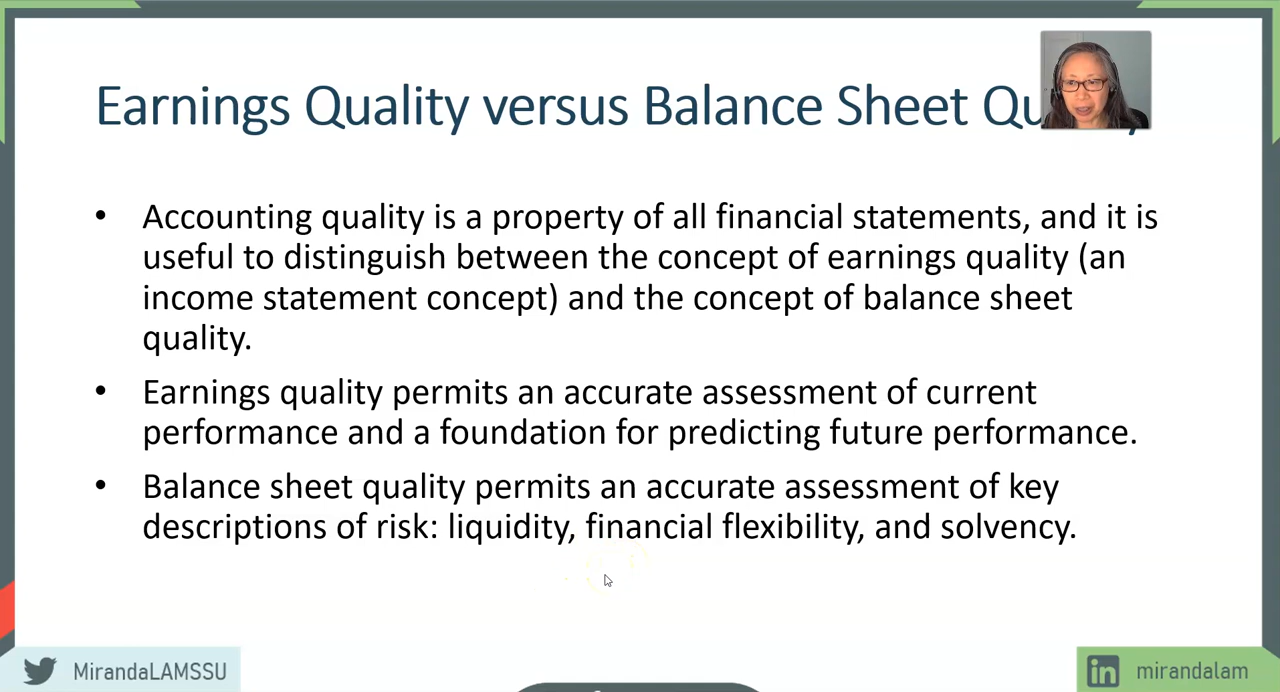 Earnings Quality versus Balance Sheet
• Accounting quality is a property of all financial statements, and it is
useful to distinguish between the concept of earnings quality (an
income statement concept) and the concept of balance sheet
quality.
• Earnings quality permits an accurate assessment of current
performance and a foundation for predicting future performance.
• Balance sheet quality permits an accurate assessment of key
descriptions of risk: liquidity, financial flexibility, and solvency.
MirandaLAMSSU
in mirandalam